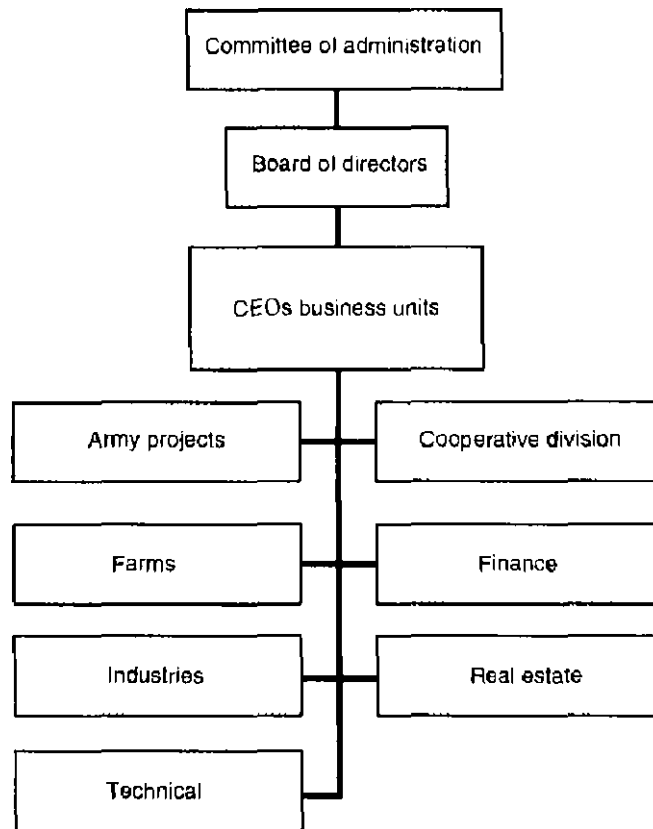 Committee of administration
Board of directors
CEOs business units
Army projects
Cooperative division
Farms
Finance
Industries
Real estate
Technical